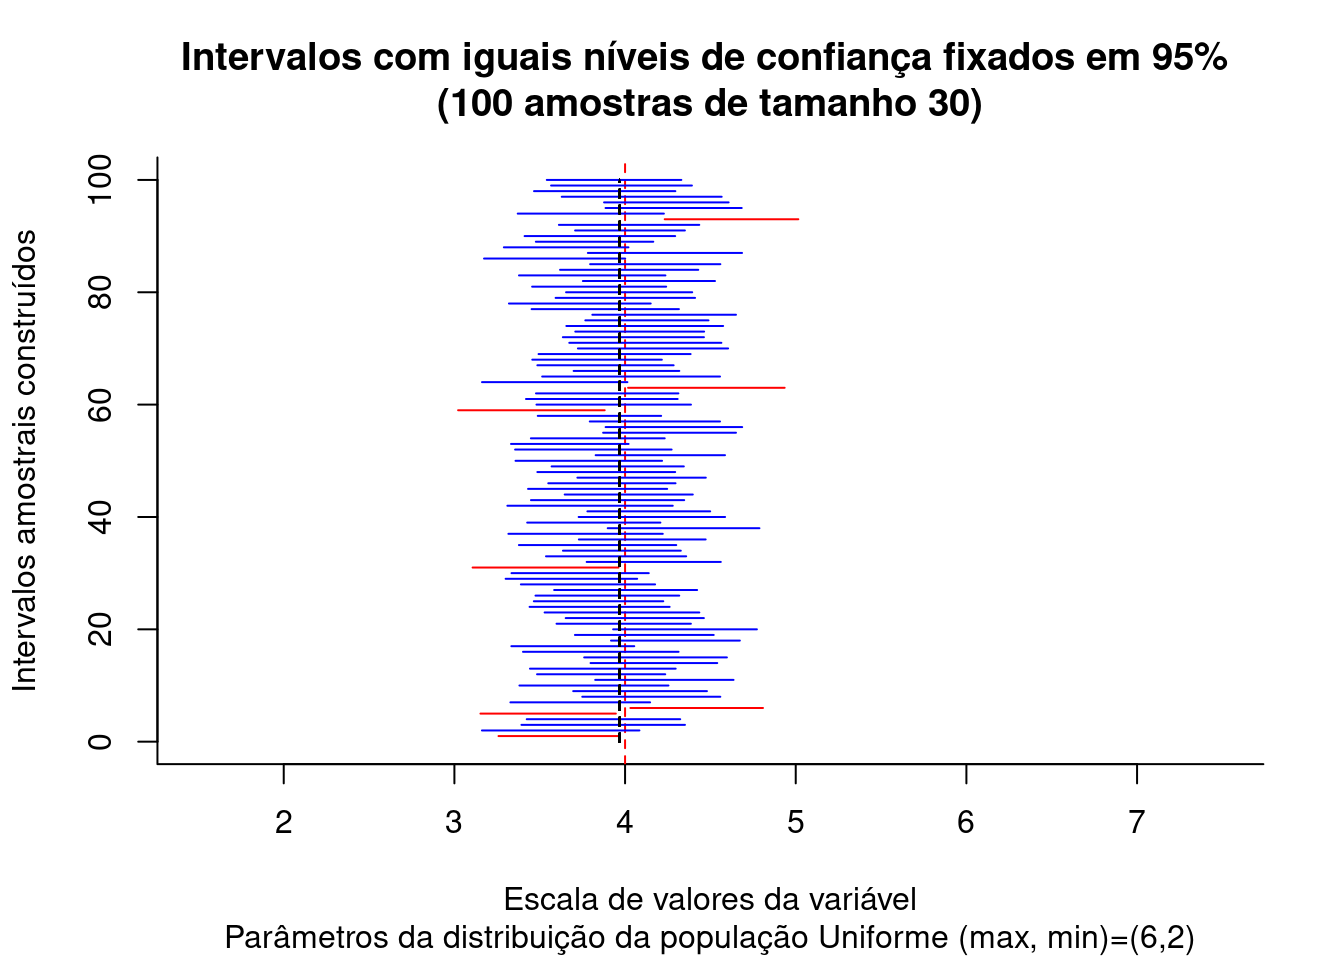 Intervalos com iguais níveis de confiança fixados em 95%
(100 amostras de tamanho 30)
Intervalos amostrais construídos
100
80
60
40
20
0
2 3 4 5 6 7
Escala de valores da variável
Parâmetros da distribuição da população Uniforme (max, min)=(6,2)